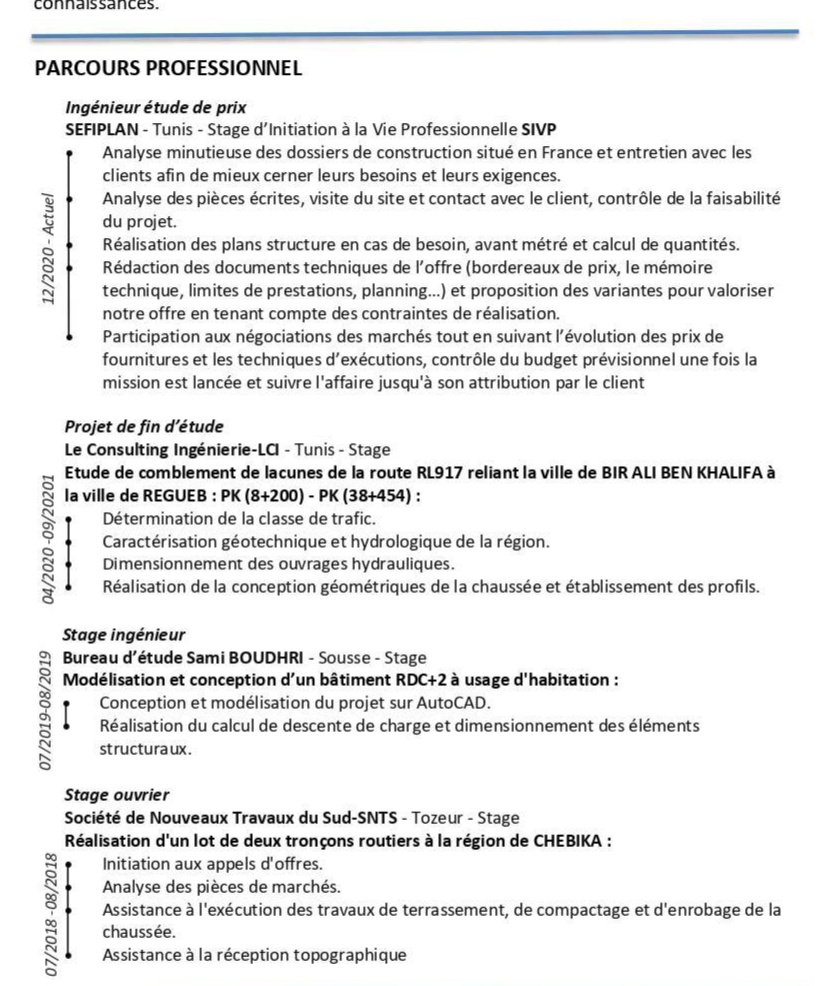 connaissances.
PARCOURS PROFESSIONNEL
Ingénieur étude de prix
SEFIPLAN - Tunis - Stage d’Initiation à la Vie Professionnelle SIVP
Analyse minutieuse des dossiers de construction situé en France et entretien avec les
clients afin de mieux cerner leurs besoins et leurs exigences.
Analyse des pièces écrites, visite du site et contact avec le client, contrôle de la faisabilité
du projet.
Réalisation des plans structure en cas de besoin, avant métré et calcul de quantités.
Rédaction des documents techniques de l’offre (bordereaux de prix, le mémoire
technique, limites de prestations, planning…) et proposition des variantes pour valoriser
notre offre en tenant compte des contraintes de réalisation.
Participation aux négociations des marchés tout en suivant l’évolution des prix de
fournitures et les techniques d’exécutions, contrôle du budget prévisionnel une fois la
mission est lancée et suivre l'affaire jusqu'à son attribution par le client
12/2020 - Actuel
Projet de fin d’étude
Le Consulting Ingénierie-LCI - Tunis - Stage
Etude de comblement de lacunes de la route RL917 reliant la ville de BIR ALI BEN KHALIFA à
la ville de REGUEB : PK (8+200) - PK (38+454) :
Détermination de la classe de trafic.
Caractérisation géotechnique et hydrologique de la région.
Dimensionnement des ouvrages hydrauliques.
Réalisation de la conception géométriques de la chaussée et établissement des profils.
04/2020 -09/20201
Stage ingénieur
Bureau d’étude Sami BOUDHRI - Sousse - Stage
Modélisation et conception d’un bâtiment RDC+2 à usage d'habitation :
Conception et modélisation du projet sur AutoCAD.
Réalisation du calcul de descente de charge et dimensionnement des éléments
structuraux.
07/2019-08/2019
Stage ouvrier
Société de Nouveaux Travaux du Sud-SNTS - Tozeur - Stage
Réalisation d'un lot de deux tronçons routiers à la région de CHEBIKA :
Initiation aux appels d'offres.
Analyse des pièces de marchés.
Assistance à l'exécution des travaux de terrassement, de compactage et d'enrobage de la
chaussée.
Assistance à la réception topographique
07/2018 -08/2018